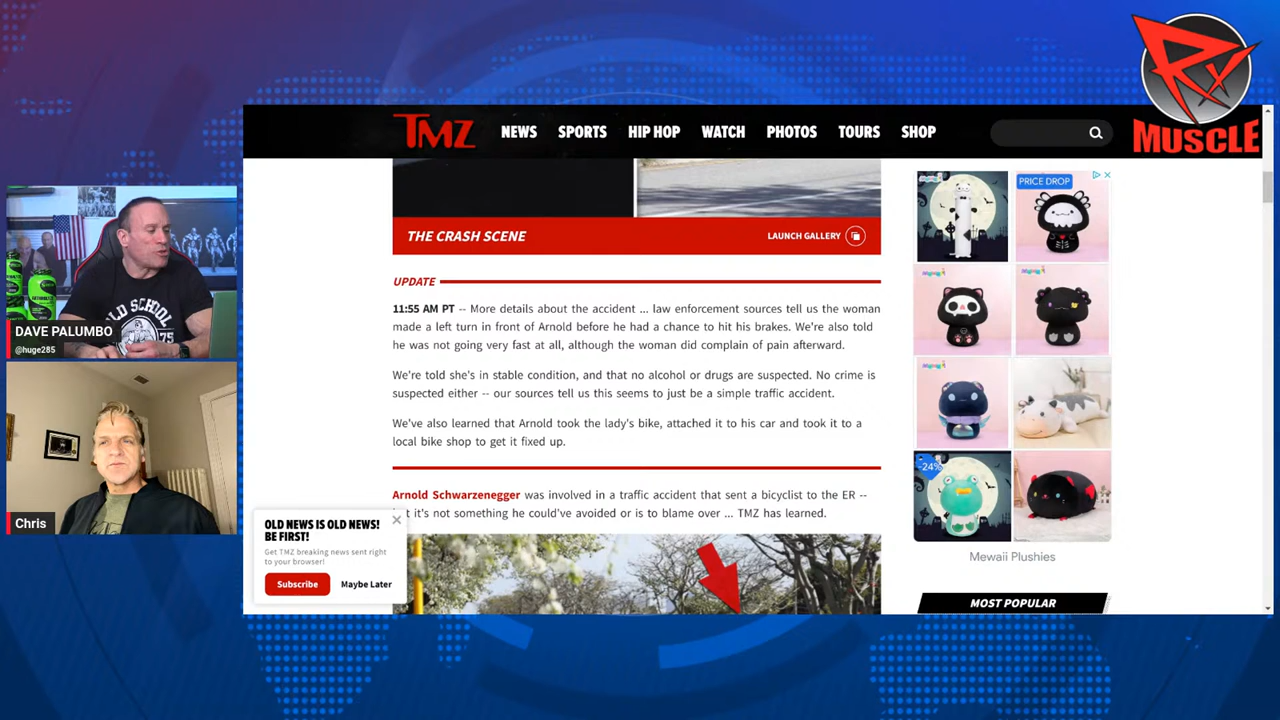 RX
MUSCLE
TMZ
NEWS SPORTS HIP HOP WATCH PHOTOS TOURS SHOP
THE CRASH SCENE
LAUNCH GALLERY
UPDATE
11:55 AM PT -- More details about the accident ... law enforcement sources tell us the woman
made a left turn in front of Arnold before he had a chance to hit his brakes. We're also told
he was not going very fast at all, although the woman did complain of pain afterward.
We're told she's in stable condition, and that no alcohol or drugs are suspected. No crime is
suspected either -- our sources tell us this seems to just be a simple traffic accident.
We've also learned that Arnold took the lady's bike, attached it to his car and took it to a
local bike shop to get it fixed up.
Arnold Schwarzenegger was involved in a traffic accident that sent a bicyclist to the ER --
it's not something he could've avoided or is to blame over ... TMZ has learned.
OLD NEWS IS OLD NEWS!
BE FIRST!
Get TMZ breaking news sent right
to your browser!
Subscribe
Maybe Later
PRICE DROP
-24%
Mewaii Plushies
MOST POPULAR
OLD SCHOOL
75
DAVE PALUMBO
@huge285
Chris